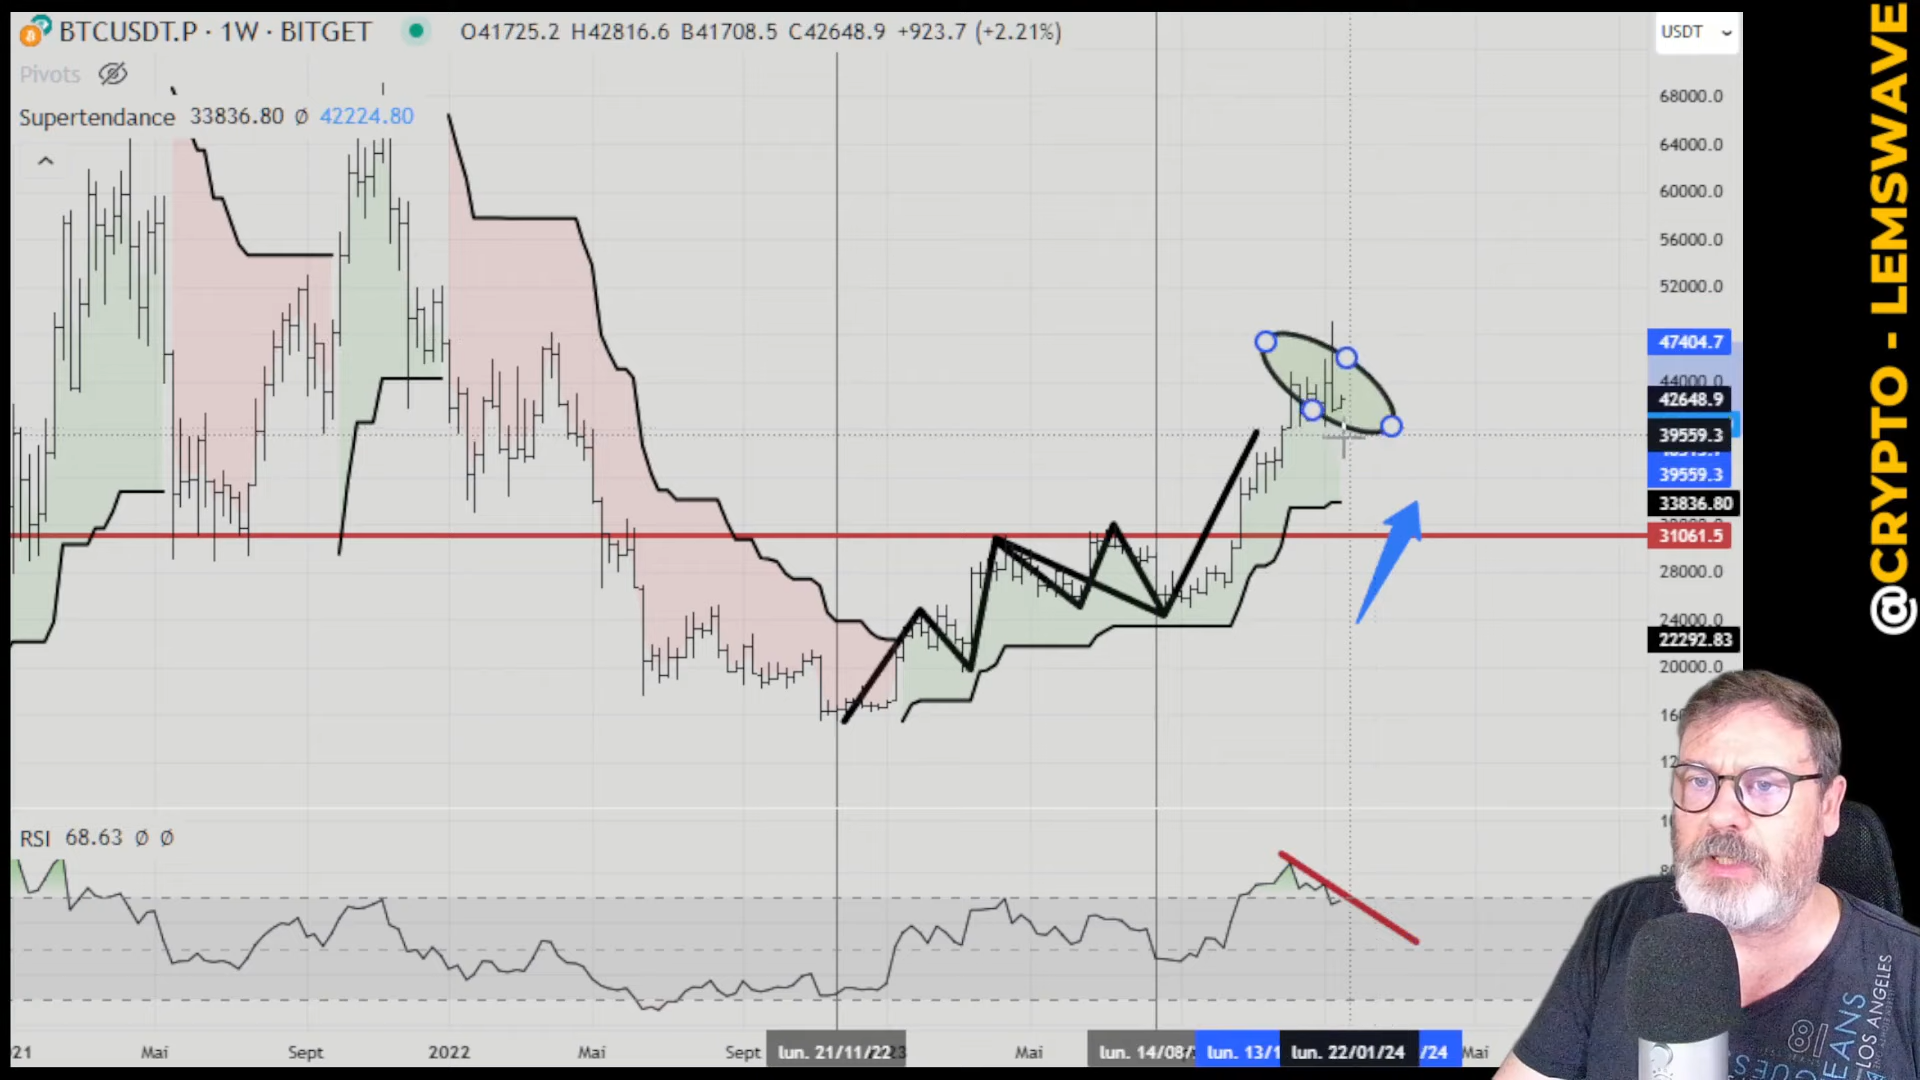 BTCUSDT.P · 1W · BITGET
O41725.2 H42816.6 B41708.5 C42648.9 +923.7 (+2.21%)
USDT
Pivots
Supertendance 33836.80 Ø 42224.80
68000.0
64000.0
60000.0
56000.0
52000.0
47404.7
44000.0
42648.9
39559.3
39559.3
33836.80
31061.5
28000.0
24000.0
22292.83
20000.0
RSI 68.63 Ø Ø
Mai
Sept
2022
Mai
Sept
lun. 21/11/22
Mai
lun. 14/08/
lun. 13/1
lun. 22/01/24
/24
Mai
@CRYPTO - LEMSWAVE
81
JEANS
LOS ANGELES